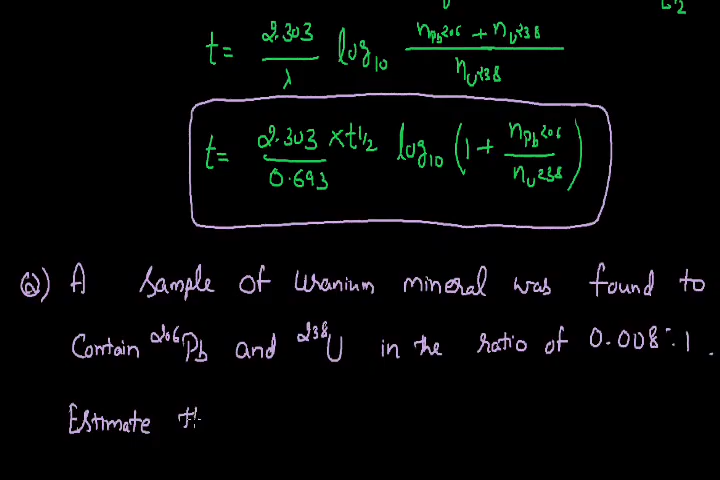 t= 2.303/λ log10 (nPb206 + nU238)/nU238
t= 2.303 × t1/2 / 0.693 log10 (1 + nPb206/nU238)
Q) A Sample of Uranium mineral was found to
Contain 206Pb and 238U in the ratio of 0.008:1.
Estimate